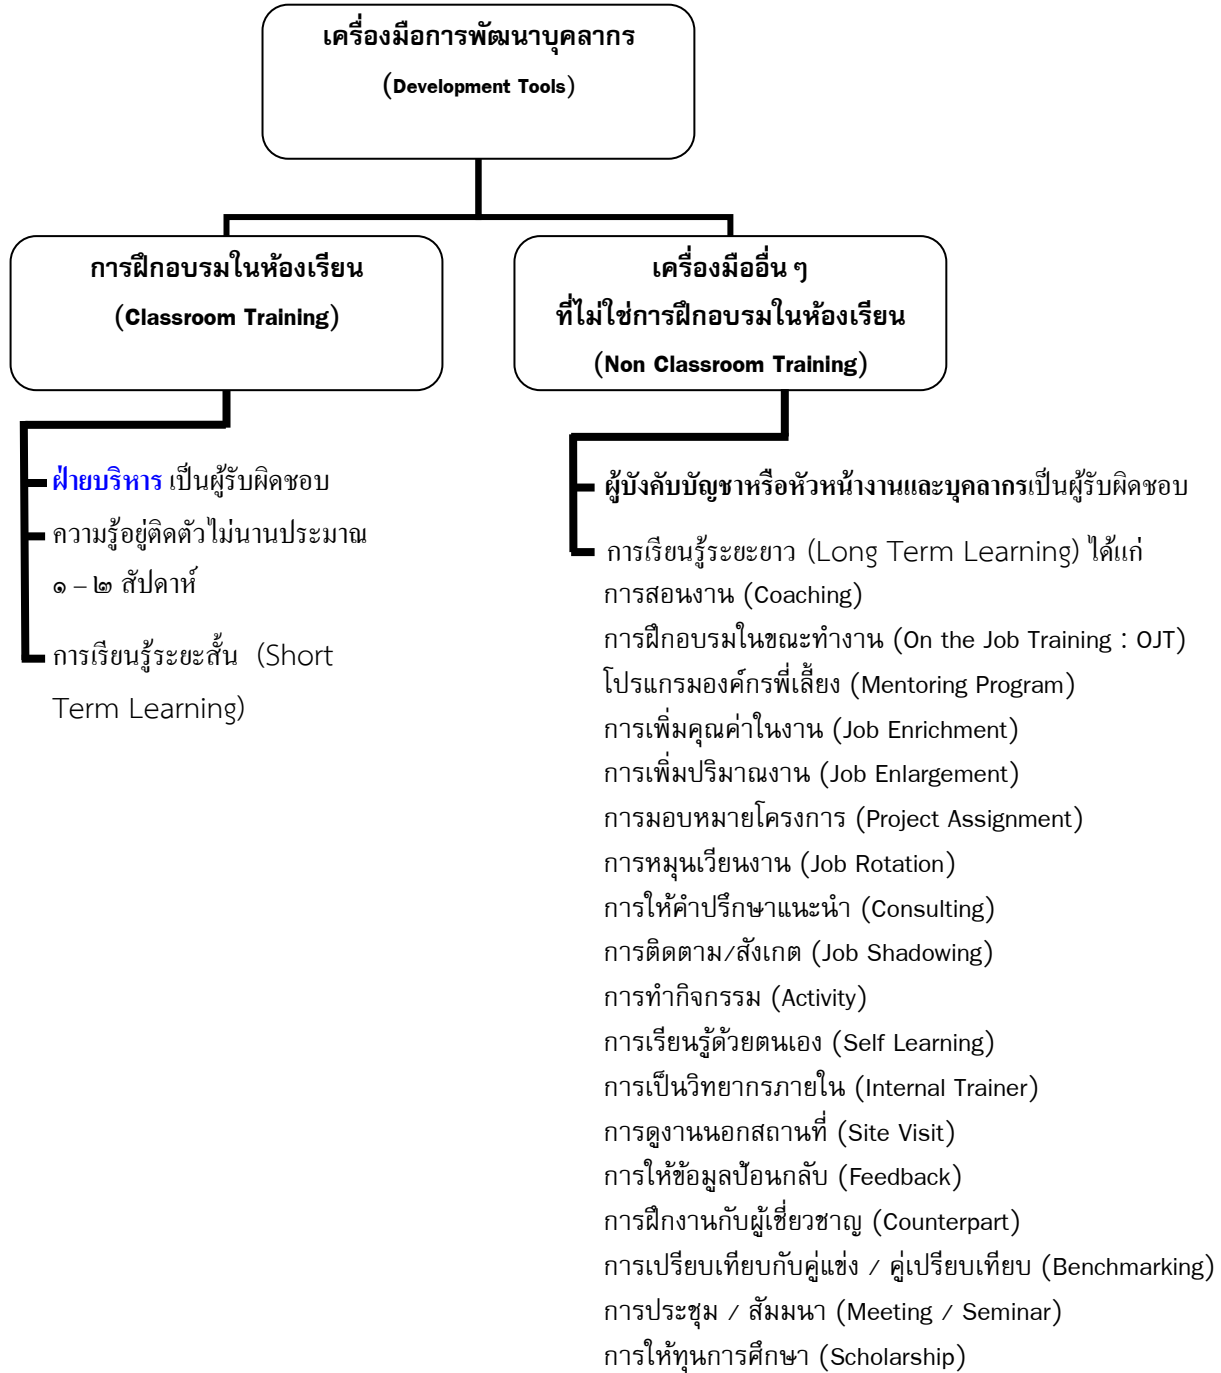 เครื่องมือการพัฒนาบุคลากร
(Development Tools)
การฝึกอบรมในห้องเรียน
(Classroom Training)
เครื่องมืออื่น ๆ
ที่ไม่ใช่การฝึกอบรมในห้องเรียน
(Non Classroom Training)
ฝ่ายบริหาร เป็นผู้รับผิดชอบ
ความรู้อยู่ติดตัวไม่นานประมาณ
๑ – ๒ สัปดาห์
การเรียนรู้ระยะสั้น (Short
Term Learning)
ผู้บังคับบัญชาหรือหัวหน้างานและบุคลากรเป็นผู้รับผิดชอบ
การเรียนรู้ระยะยาว (Long Term Learning) ได้แก่
การสอนงาน (Coaching)
การฝึกอบรมในขณะทำงาน (On the Job Training : OJT)
โปรแกรมองค์กรพี่เลี้ยง (Mentoring Program)
การเพิ่มคุณค่าในงาน (Job Enrichment)
การเพิ่มปริมาณงาน (Job Enlargement)
การมอบหมายโครงการ (Project Assignment)
การหมุนเวียนงาน (Job Rotation)
การให้คำปรึกษาแนะนำ (Consulting)
การติดตาม/สังเกต (Job Shadowing)
การทำกิจกรรม (Activity)
การเรียนรู้ด้วยตนเอง (Self Learning)
การเป็นวิทยากรภายใน (Internal Trainer)
การดูงานนอกสถานที่ (Site Visit)
การให้ข้อมูลป้อนกลับ (Feedback)
การฝึกงานกับผู้เชี่ยวชาญ (Counterpart)
การเปรียบเทียบกับคู่แข่ง / คู่เปรียบเทียบ (Benchmarking)
การประชุม / สัมมนา (Meeting / Seminar)
การให้ทุนการศึกษา (Scholarship)